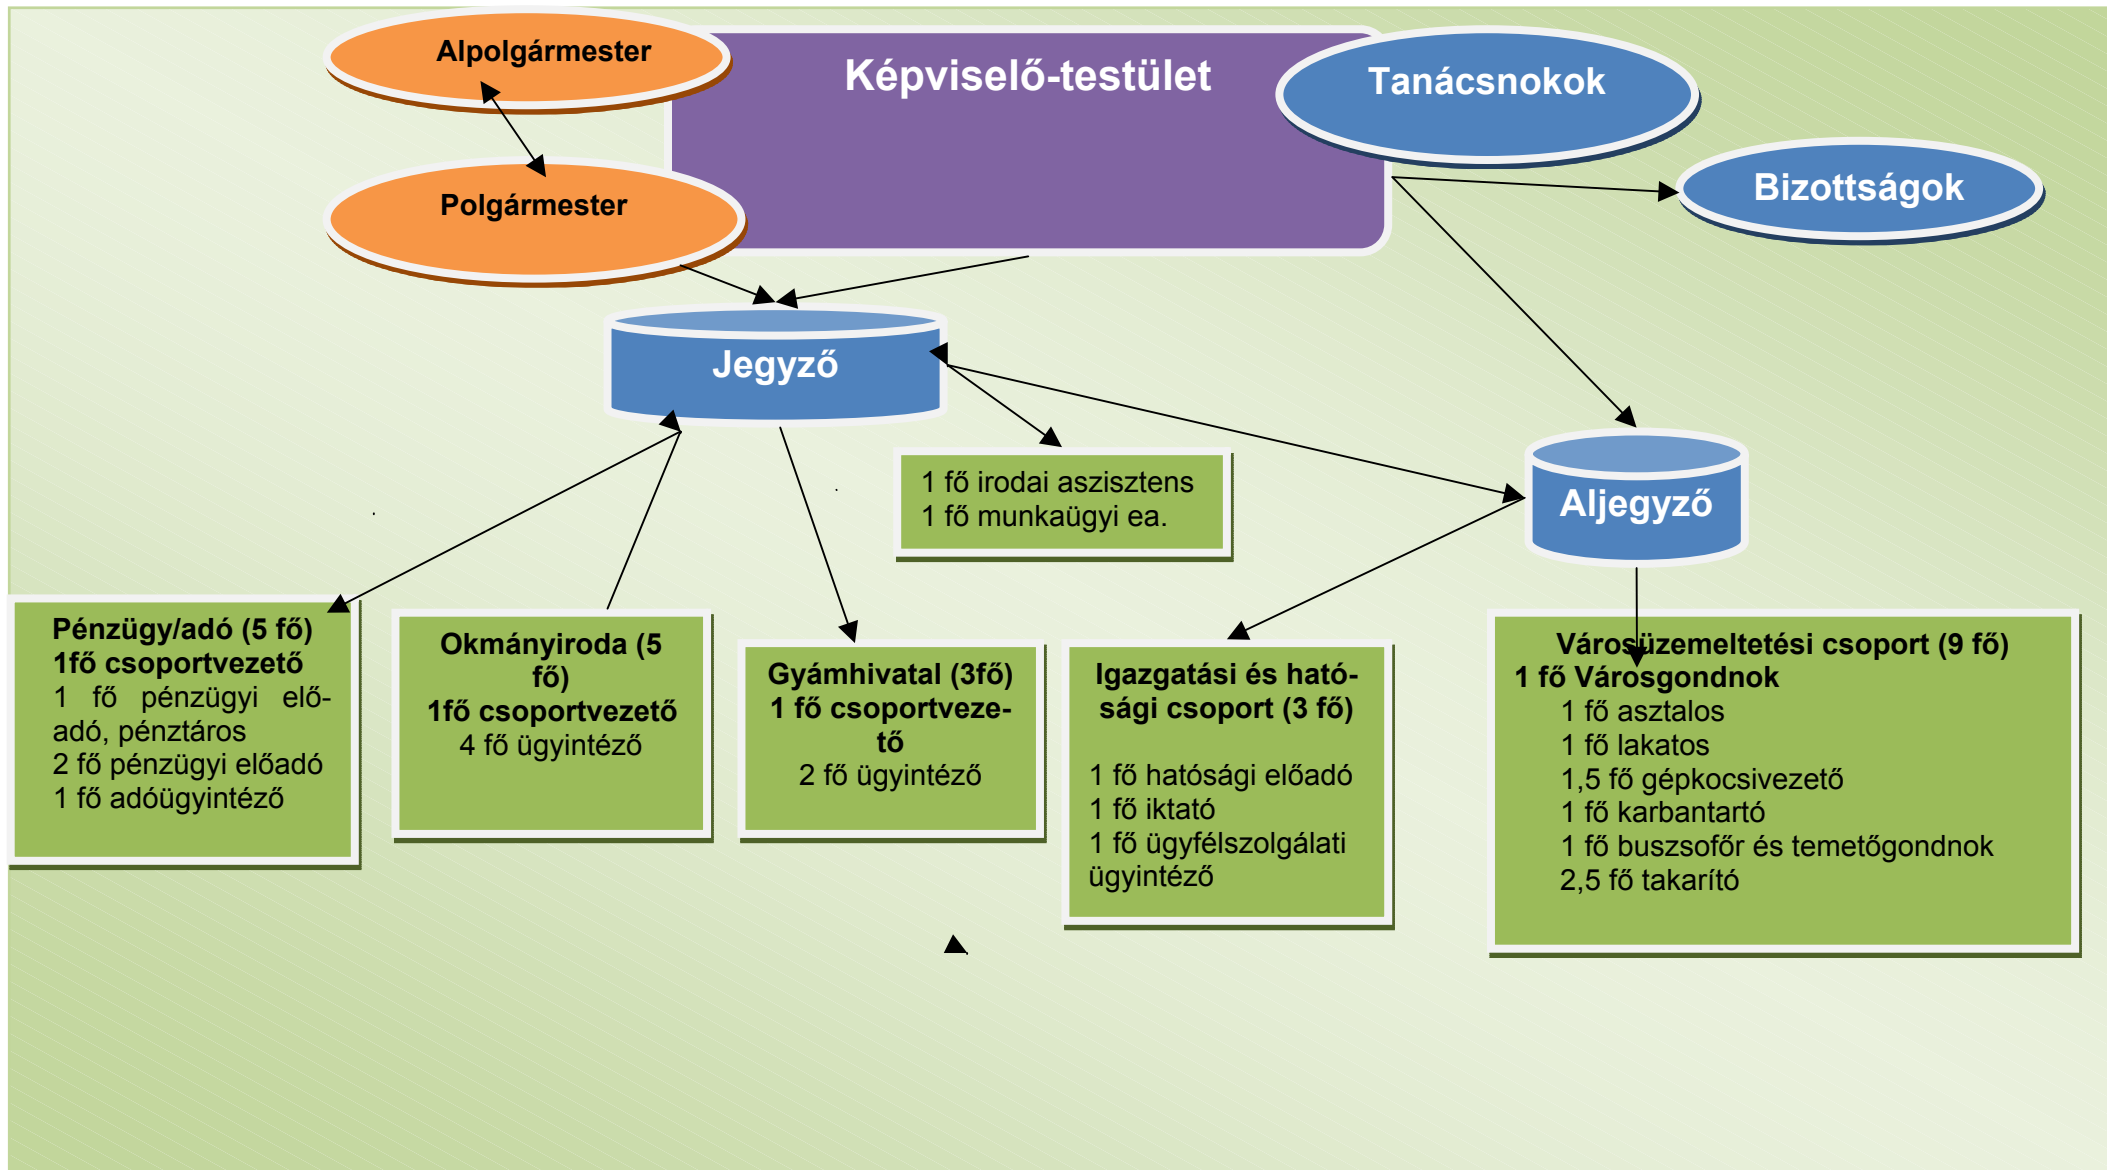 Alpolgármester
Képviselő-testület
Tanácsnokok
Polgármester
Bizottságok
Jegyző
1 fő irodai aszisztens
1 fő munkaügyi ea.
Aljegyző
Pénzügy/adó (5 fő)
1fő csoportvezető
1 fő pénzügyi elő-
adó, pénztáros
2 fő pénzügyi előadó
1 fő adóügyintéző
Okmányiroda (5
fő)
1fő csoportvezető
4 fő ügyintéző
Gyámhivatal (3fő)
1 fő csoportveze-
tő
2 fő ügyintéző
Igazgatási és ható-
sági csoport (3 fő)
1 fő hatósági előadó
1 fő iktató
1 fő ügyfélszolgálati
ügyintéző
Városüzemeltetési csoport (9 fő)
1 fő Városgondnok
1 fő asztalos
1 fő lakatos
1,5 fő gépkocsivezető
1 fő karbantartó
1 fő buszsofőr és temetőgondnok
2,5 fő takarító